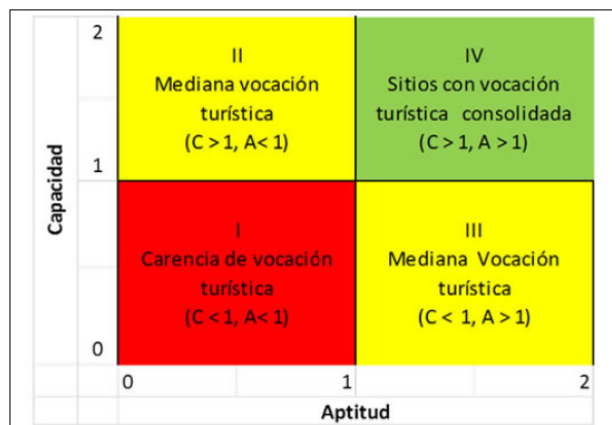 2
II
Mediana vocación
turística
(C > 1, A< 1)
IV
Sitios con vocación
turística consolidada
(C > 1, A > 1)
Capacidad
1
I
Carencia de vocación
turística
(C < 1, A< 1)
III
Mediana Vocación
turística
(C < 1, A > 1)
0
0 1 2
Aptitud